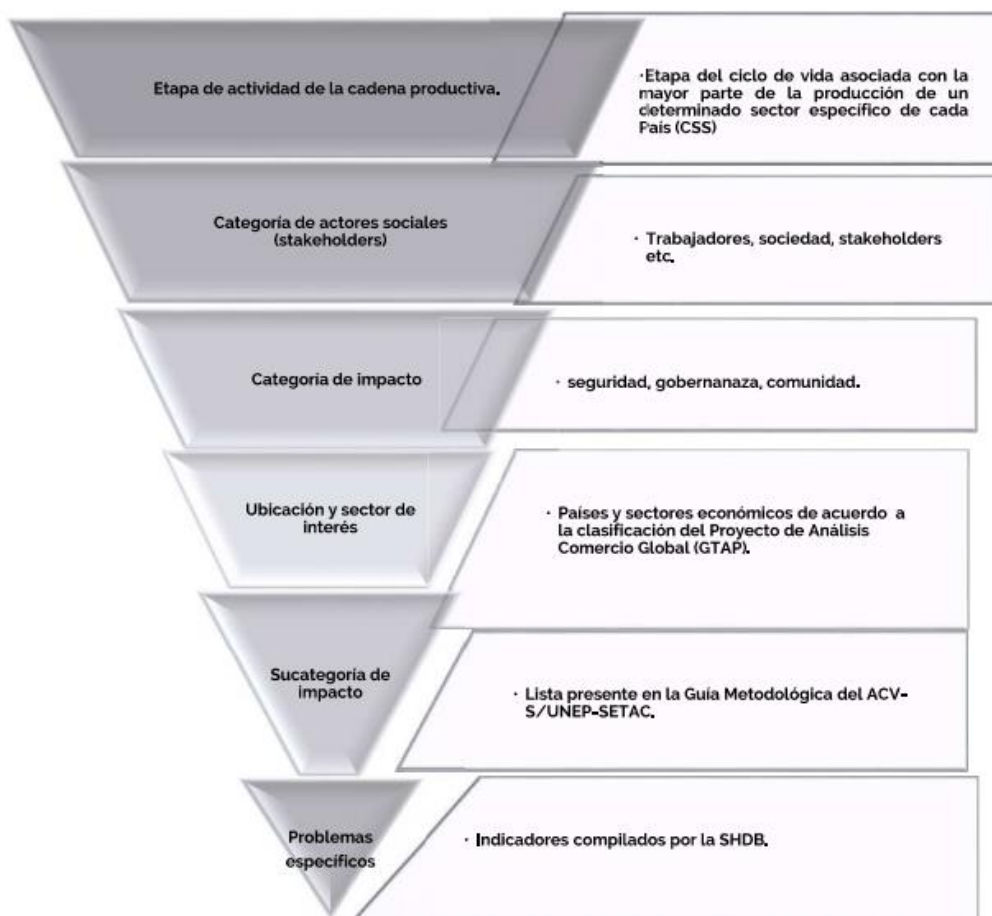 Etapa de actividad de la cadena productiva.
·Etapa del ciclo de vida asociada con la
mayor parte de la producción de un
determinado sector específico de cada
País (CSS)
Categoría de actores sociales
(stakeholders)
· Trabajadores, sociedad, stakeholders
etc.
Categoría de impacto
· seguridad, gobernanaza, comunidad.
Ubicación y sector de
interés
· Países y sectores económicos de acuerdo a
la clasificación del Proyecto de Análisis
Comercio Global (GTAP).
Sucategoría de
impacto
· Lista presente en la Guía Metodológica del ACV-
S/UNEP-SETAC.
Problemas
específicos
· Indicadores compilados por la SHDB.